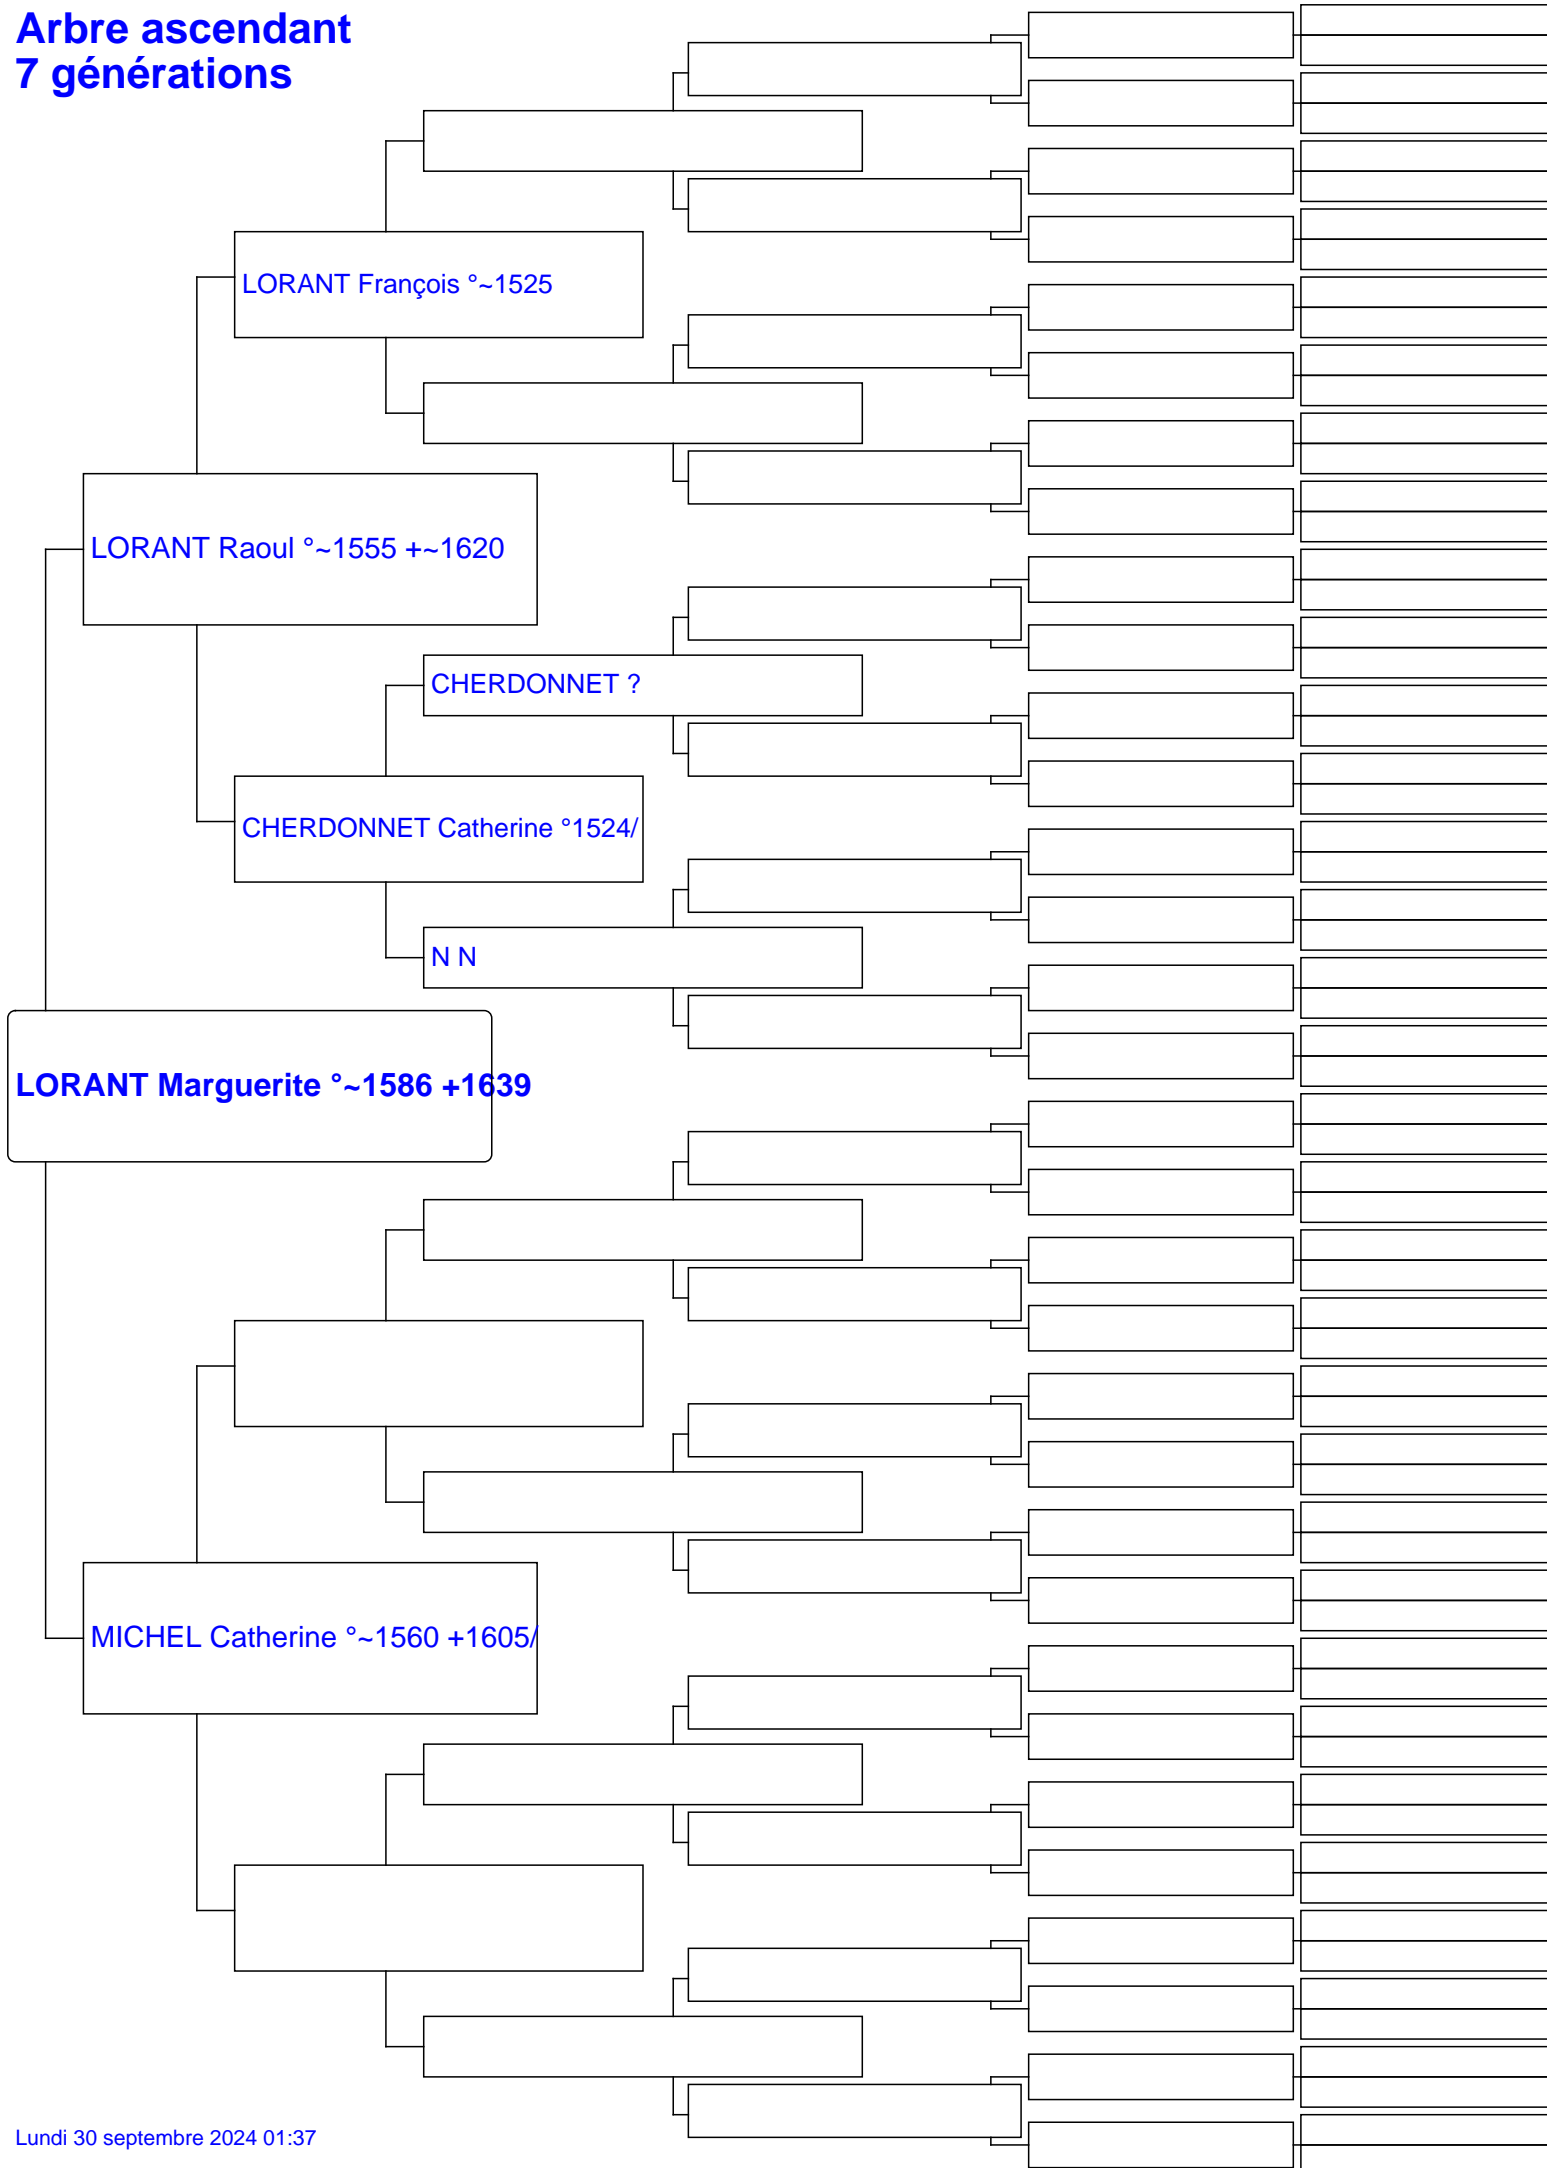 Arbre ascendant
7 générations
LORANT François °~1525
LORANT Raoul °~1555 +~1620
CHERDONNET ?
CHERDONNET Catherine °1524/
N N
LORANT Marguerite °~1586 +1639
MICHEL Catherine °~1560 +1605/
Lundi 30 septembre 2024 01:37